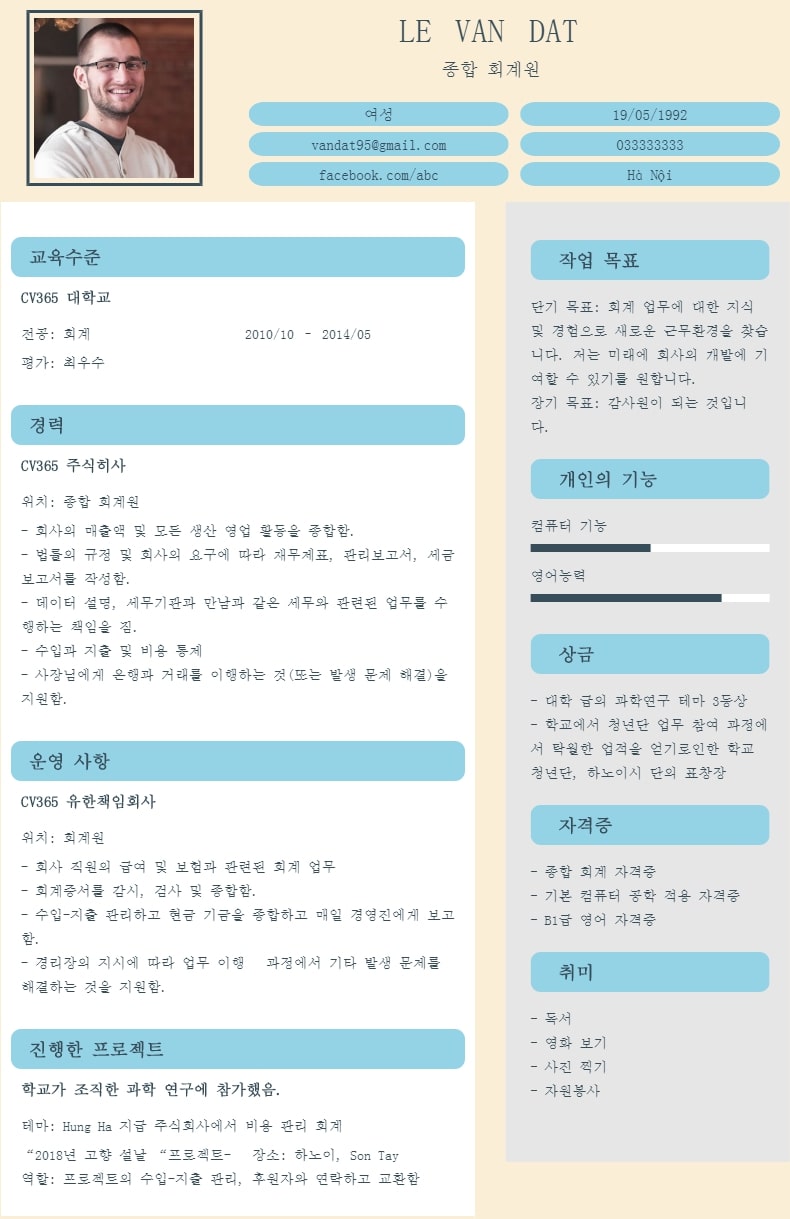 LE VAN DAT
종합 회계원
여성
19/05/1992
vandat95@gmail.com
033333333
facebook.com/abc
Hà Nội
교육수준
CV365 대학교
전공: 회계 2010/10 - 2014/05
평가: 최우수
경력
CV365 주식히사
위치: 종합 회계원
- 회사의 매출액 및 모든 생산 영업 활동을 종합함.
- 법률의 규정 및 회사의 요구에 따라 재무제표, 관리보고서, 세금
보고서를 작성함.
- 데이터 설명, 세무기관과 만남과 같은 세무와 관련된 업무를 수
행하는 책임을 짐.
- 수입과 지출 및 비용 통계
- 사장님에게 은행과 거래를 이행하는 것(또는 발생 문제 해결)을
지원함.
운영 사항
CV365 유한책임회사
위치: 회계원
- 회사 직원의 급여 및 보험과 관련된 회계 업무
- 회계증서를 감시, 검사 및 종합함.
- 수입-지출 관리하고 현금 기금을 종합하고 매일 경영진에게 보고
함.
- 경리장의 지시에 따라 업무 이행 과정에서 기타 발생 문제를
해결하는 것을 지원함.
진행한 프로젝트
학교가 조직한 과학 연구에 참가했음.
테마: Hung Ha 지급 주식회사에서 비용 관리 회계
“2018년 고향 설날 “프로젝트- 장소: 하노이, Son Tay
역할: 프로젝트의 수입-지출 관리, 후원자와 연락하고 교환함
작업 목표
단기 목표: 회계 업무에 대한 지식
및 경험으로 새로운 근무환경을 찾습
니다. 저는 미래에 회사의 개발에 기
여할 수 있기를 원합니다.
장기 목표: 감사원이 되는 것입니
다.
개인의 기능
컴퓨터 기능
영어능력
상금
- 대학 급의 과학연구 테마 3등상
- 학교에서 청년단 업무 참여 과정에
서 탁월한 업적을 얻기로인한 학교
청년단, 하노이시 단의 표창장
자격증
- 종합 회계 자격증
- 기본 컴퓨터 공학 적용 자격증
- B1급 영어 자격증
취미
- 독서
- 영화 보기
- 사진 찍기
- 자원봉사